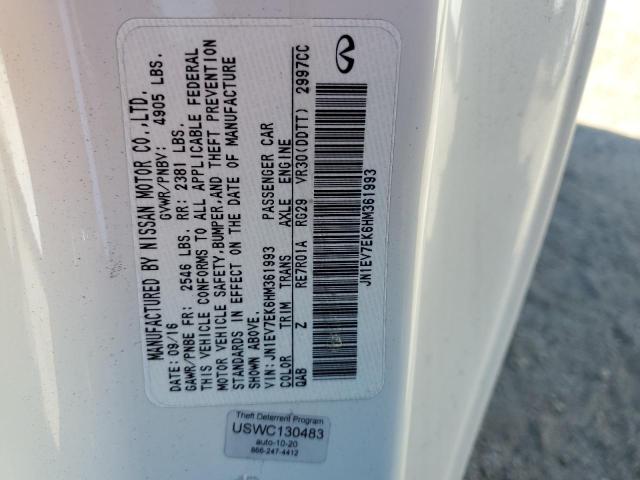 MANUFACTURED BY NISSAN MOTOR CO.,LTD.
DATE: 09/16 GVWR/PNBV: 4905 LBS.
GAWR/PNBE FR: 2546 LBS. RR: 2381 LBS.
THIS VEHICLE CONFORMS TO ALL APPLICABLE FEDERAL
MOTOR VEHICLE SAFETY,BUMPER,AND THEFT PREVENTION
STANDARDS IN EFFECT ON THE DATE OF MANUFACTURE
SHOWN ABOVE.
VIN: JN1EV7EK6HM361993 PASSENGER CAR
COLOR TRIM TRANS AXLE ENGINE
QAB Z RE7R01A RG29 VR30(DDTT) 2997CC
JN1EV7EK6HM361993
Theft Deterrent Program
USWC130483
auto-10-20
866-247-4412